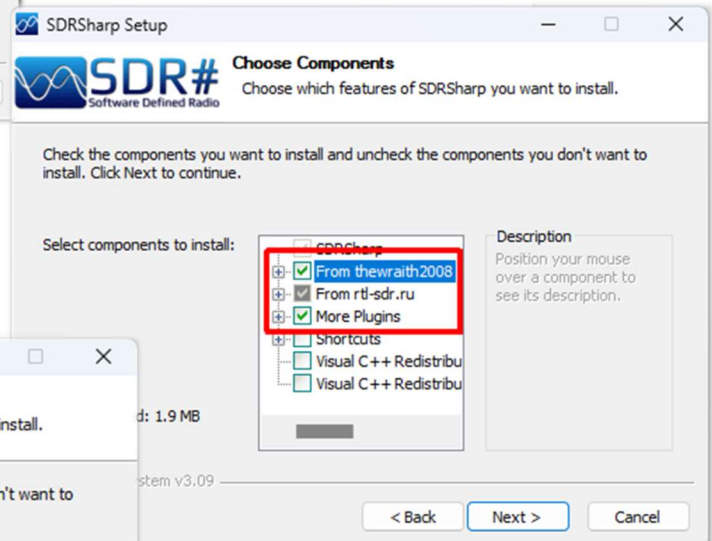 SDRSharp Setup
SDR#
Software Defined Radio
Choose Components
Choose which features of SDRSharp you want to install.
Check the components you want to install and uncheck the components you don't want to
install. Click Next to continue.
Select components to install:
SDRSharp
From thewraith2008
From rtl-sdr.ru
More Plugins
Shortcuts
Visual C++ Redistribu
Visual C++ Redistribu
Description
Position your mouse
over a component to
see its description.
d: 1.9 MB
stem v3.09
< Back
Next >
Cancel
nstall.
n't want to